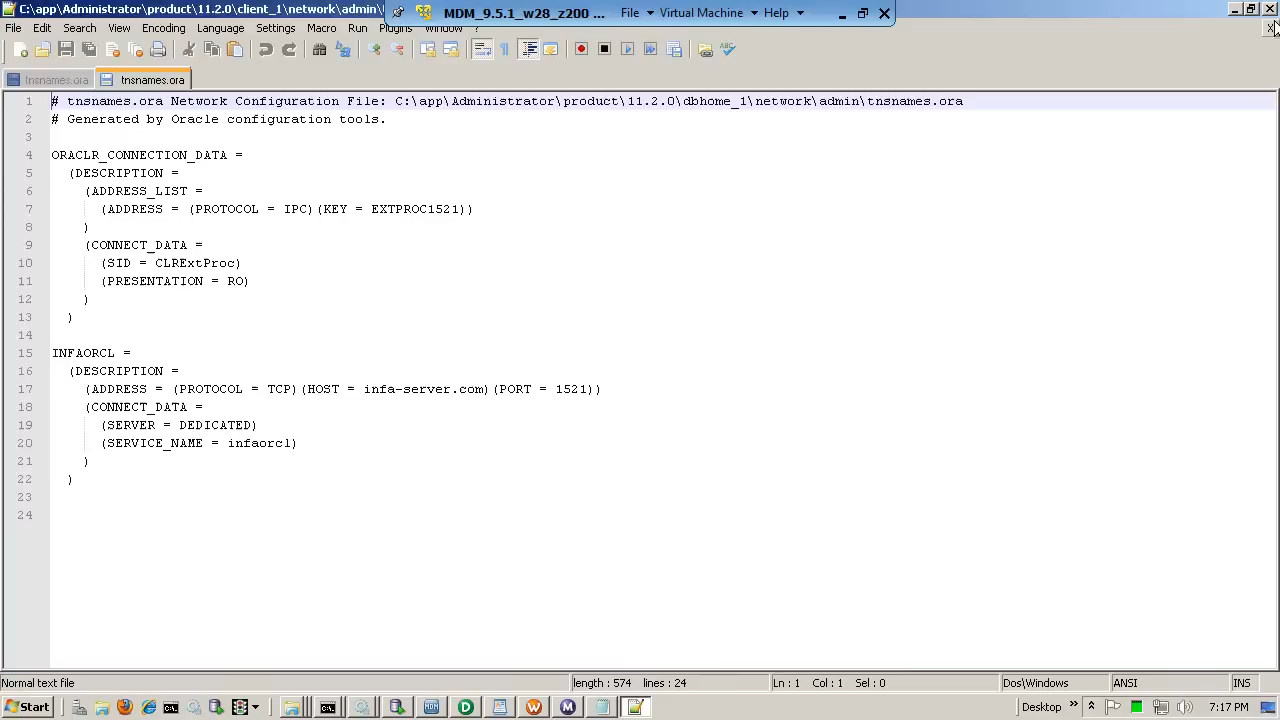 C:\app\Administrator\product\11.2.0\client_1\network\admin\
MDM_9.5.1_w28_z200 ... File Virtual Machine Help
File Edit Search View Encoding Language Settings Macro Run Plugins Window ?
tnsnames.ora tnsnames.ora
1 # tnsnames.ora Network Configuration File: C:\app\Administrator\product\11.2.0\dbhome_1\network\admin\tnsnames.ora
2 # Generated by Oracle configuration tools.
3
4 ORACLR_CONNECTION_DATA =
5 (DESCRIPTION =
6 (ADDRESS_LIST =
7 (ADDRESS = (PROTOCOL = IPC)(KEY = EXTPROC1521))
8 )
9 (CONNECT_DATA =
10 (SID = CLRExtProc)
11 (PRESENTATION = RO)
12 )
13 )
14
15 INFAORCL =
16 (DESCRIPTION =
17 (ADDRESS = (PROTOCOL = TCP)(HOST = infa-server.com)(PORT = 1521))
18 (CONNECT_DATA =
19 (SERVER = DEDICATED)
20 (SERVICE_NAME = infaorcl)
21 )
22 )
23
24
Normal text file length : 574 lines : 24 Ln : 1 Col : 1 Sel : 0 Dos\Windows ANSI INS
Start Desktop 7:17 PM